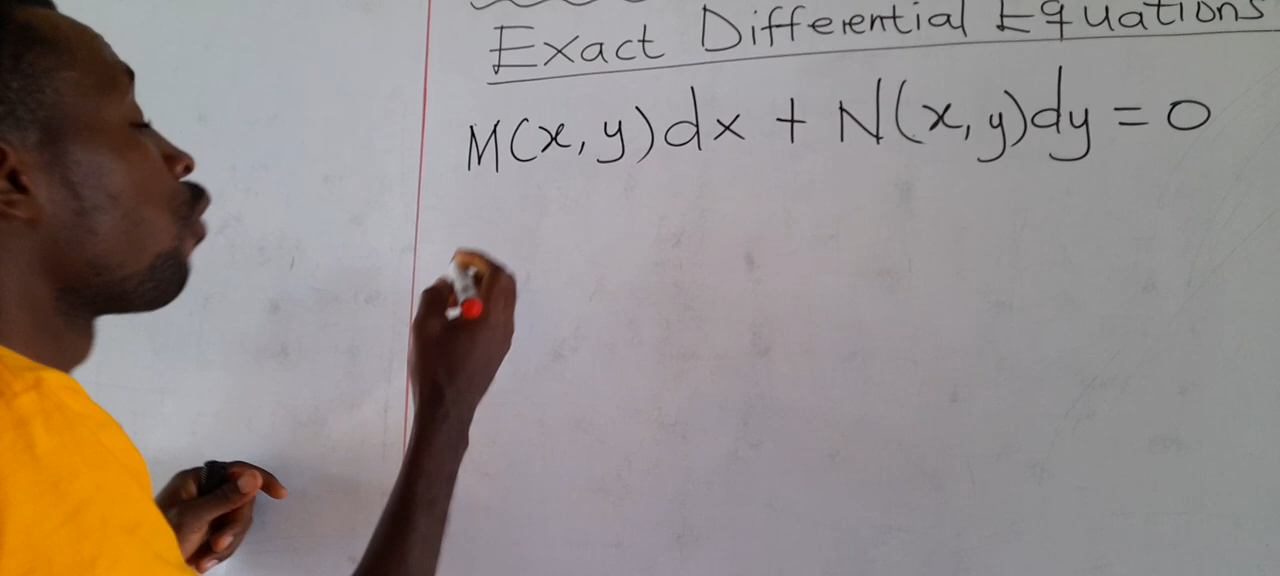 Exact Differential Equations
M(x, y)dx + N(x, y)dy = 0